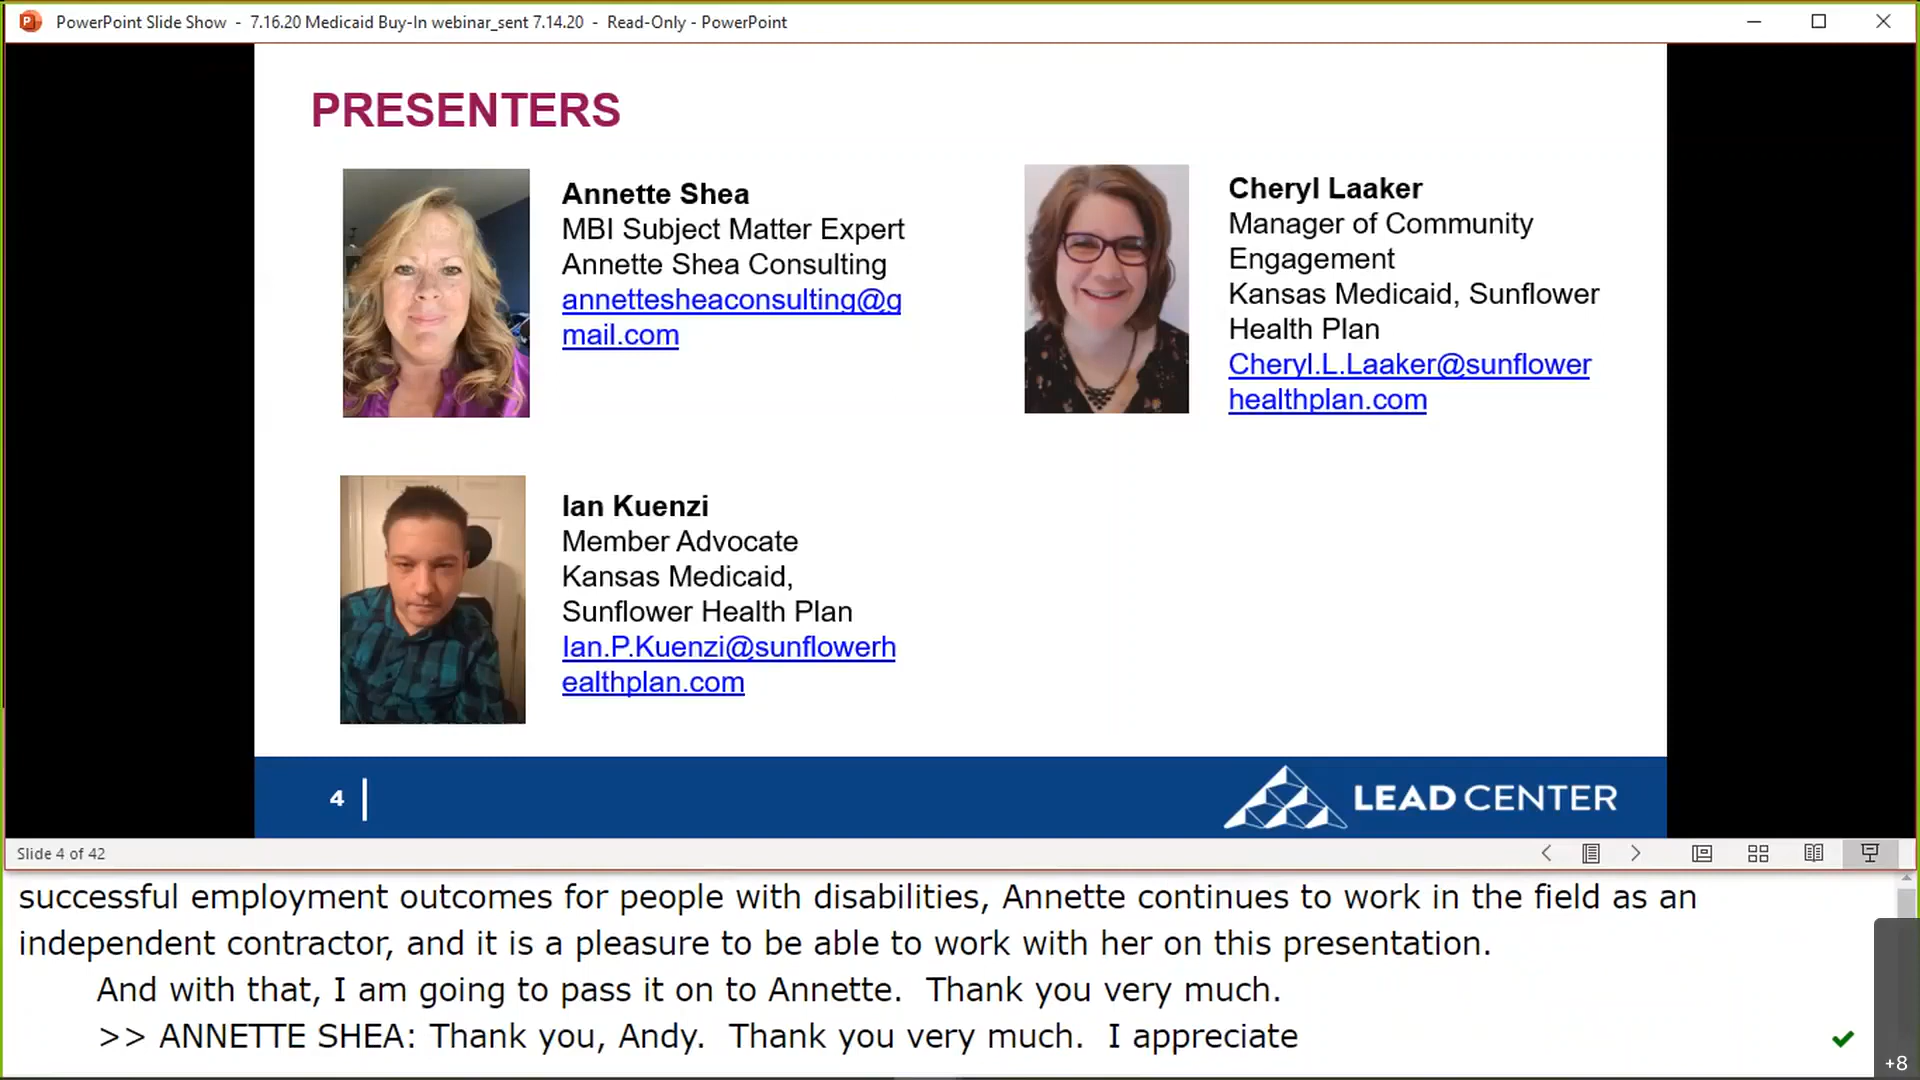 PowerPoint Slide Show - 7.16.20 Medicaid Buy-In webinar_sent 7.14.20 - Read-Only - PowerPoint
PRESENTERS
Annette Shea
MBI Subject Matter Expert
Annette Shea Consulting
annettesheaconsulting@g
mail.com
Cheryl Laaker
Manager of Community
Engagement
Kansas Medicaid, Sunflower
Health Plan
Cheryl.L.Laaker@sunflower
healthplan.com
Ian Kuenzi
Member Advocate
Kansas Medicaid,
Sunflower Health Plan
Ian.P.Kuenzi@sunflowerh
ealthplan.com
4
LEAD CENTER
Slide 4 of 42
successful employment outcomes for people with disabilities, Annette continues to work in the field as an
independent contractor, and it is a pleasure to be able to work with her on this presentation.
And with that, I am going to pass it on to Annette.  Thank you very much.
>> ANNETTE SHEA: Thank you, Andy.  Thank you very much.  I appreciate
+8